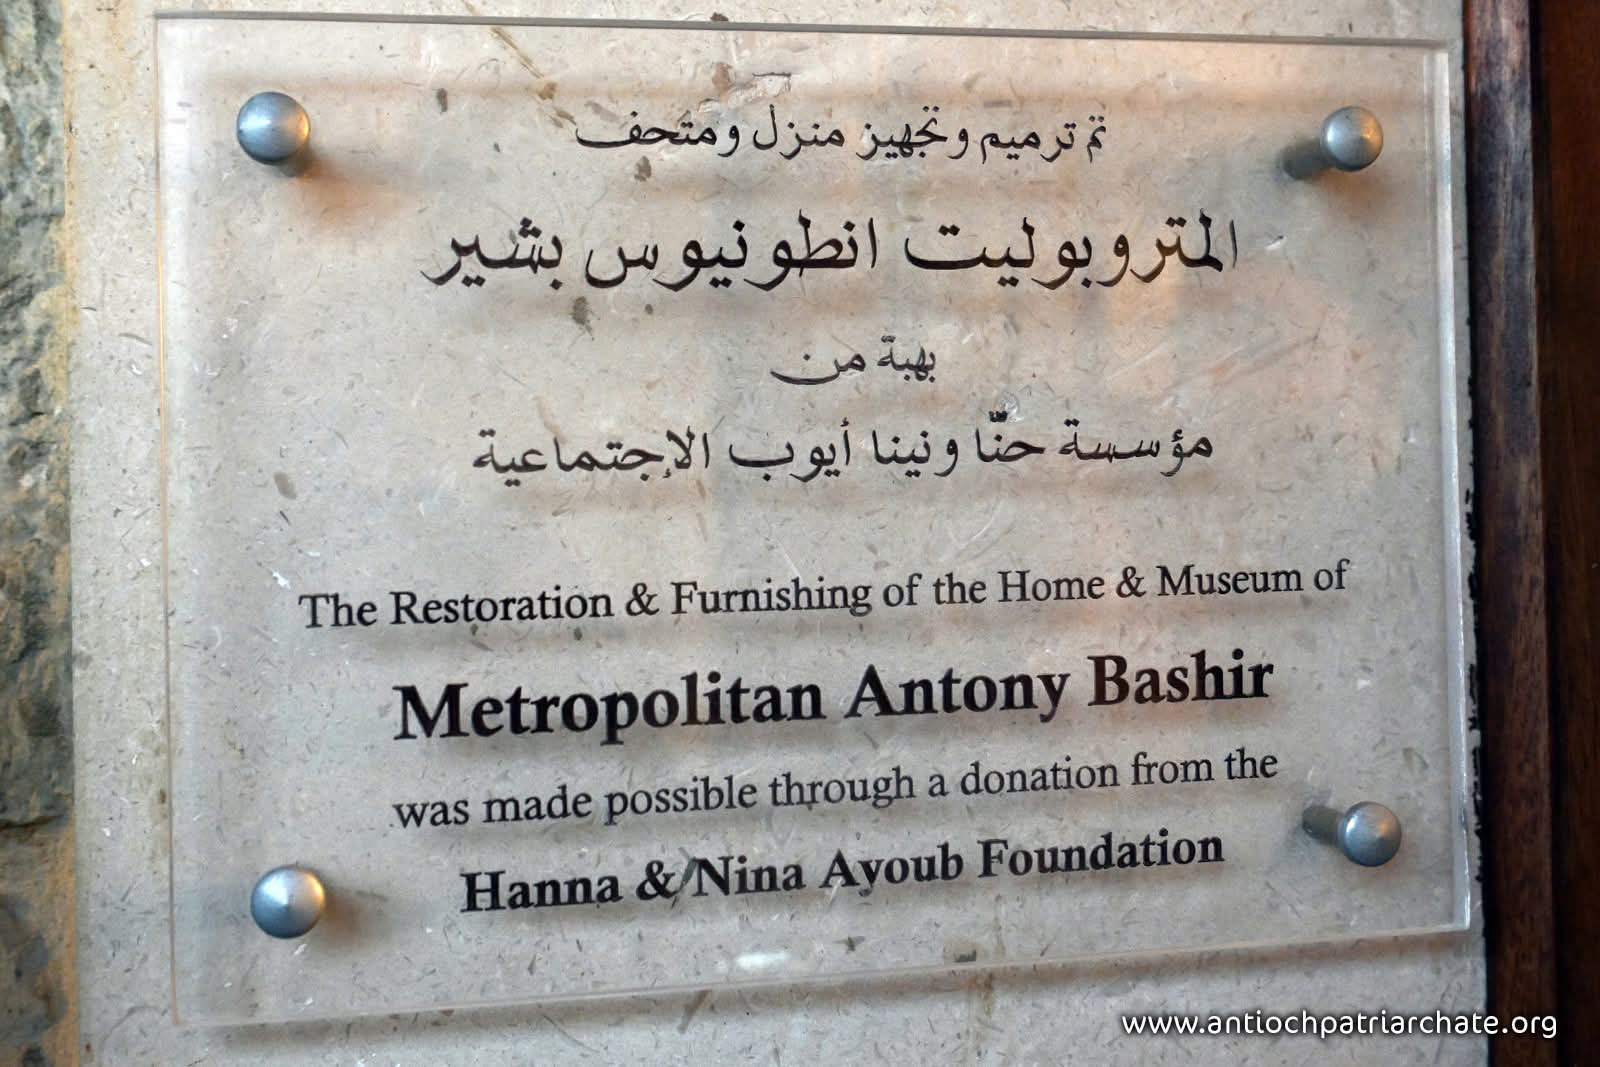 تم ترميم وتجهيز منزل ومتحف
المتروبوليت انطونيوس بشير
بهبة من
مؤسسة حنّا ونينا أيوب الإجتماعية
The Restoration & Furnishing of the Home & Museum of
Metropolitan Antony Bashir
was made possible through a donation from the
Hanna & Nina Ayoub Foundation
www.antiochpatriarchate.org